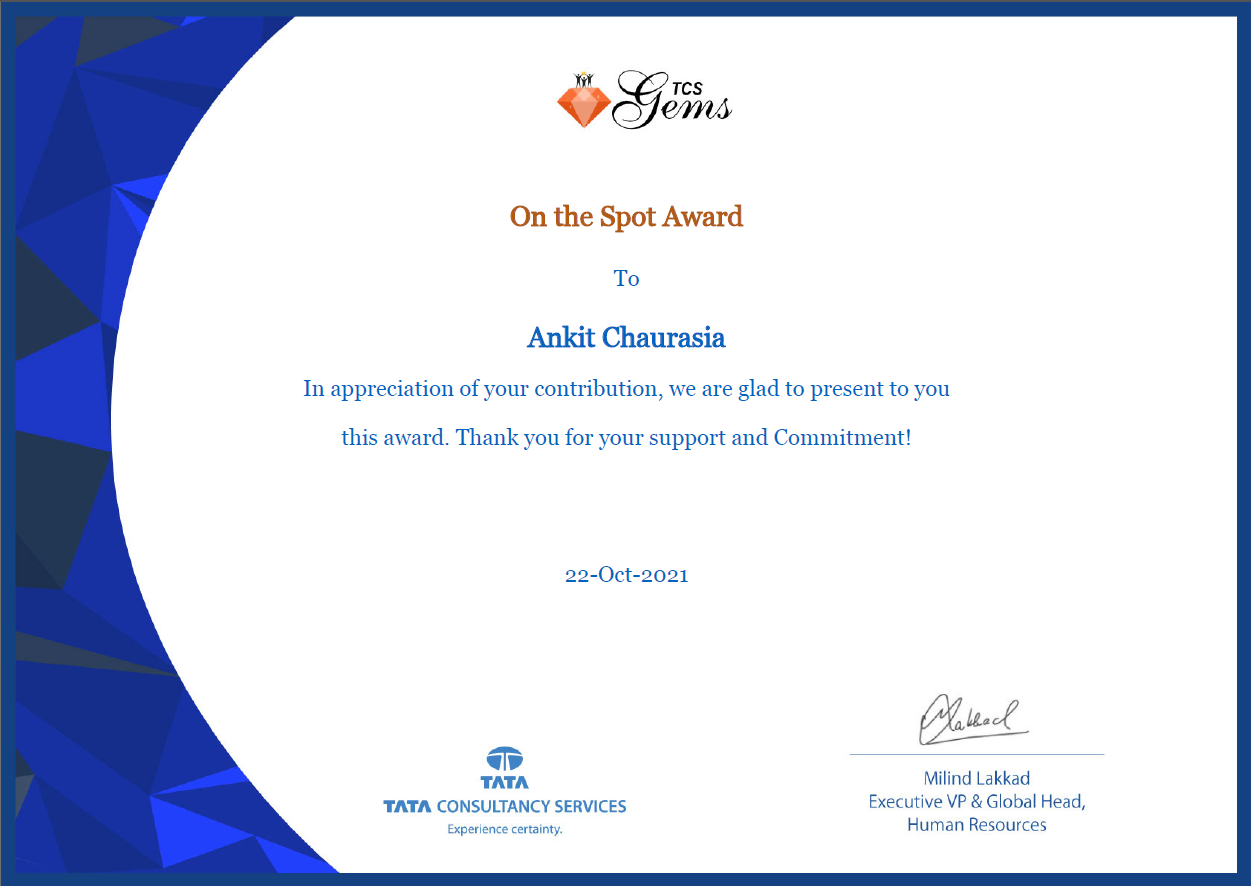 TCS
Gems
On the Spot Award
To
Ankit Chaurasia
In appreciation of your contribution, we are glad to present to you
this award. Thank you for your support and Commitment!
22-Oct-2021
Lakkad
TATA
TATA CONSULTANCY SERVICES
Experience certainty.
Milind Lakkad
Executive VP & Global Head,
Human Resources